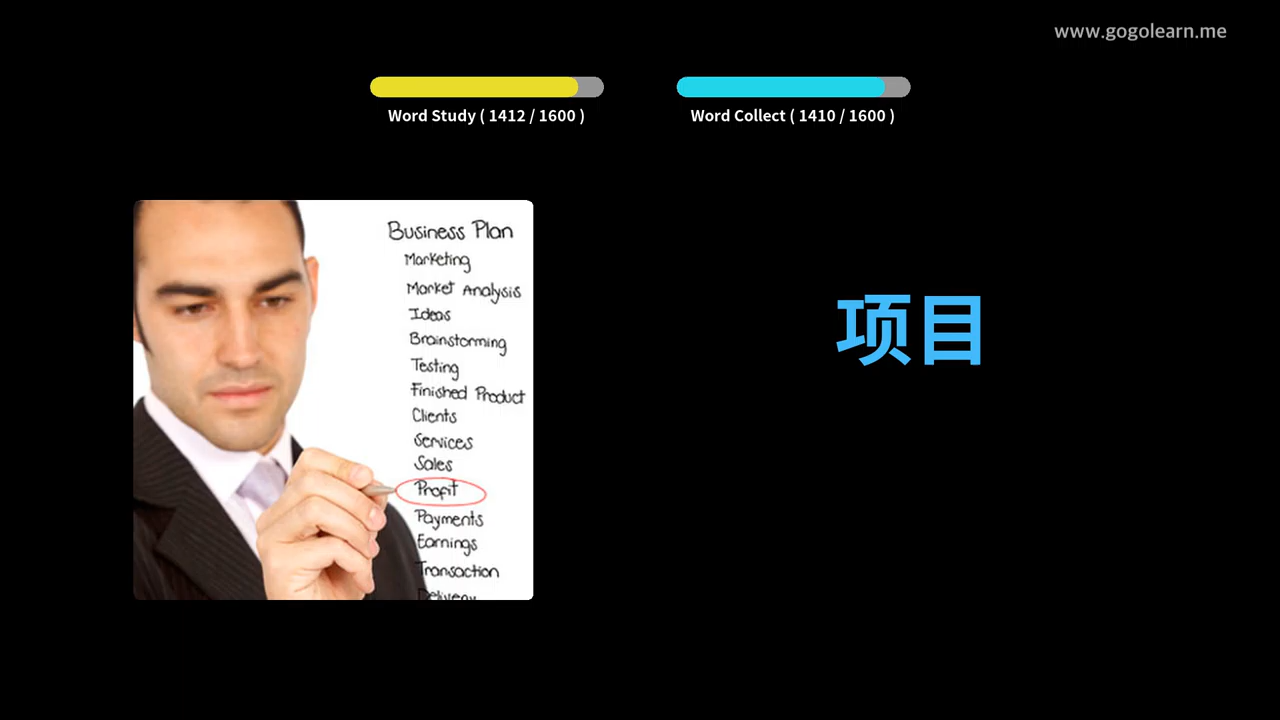 www.gogolearn.me
Word Study ( 1412 / 1600 )
Word Collect ( 1410 / 1600 )
Business Plan
Marketing
Market Analysis
Ideas
Brainstorming
Testing
Finished Product
Clients
Services
Sales
Profit
Payments
Earnings
Transaction
Delivery
项目